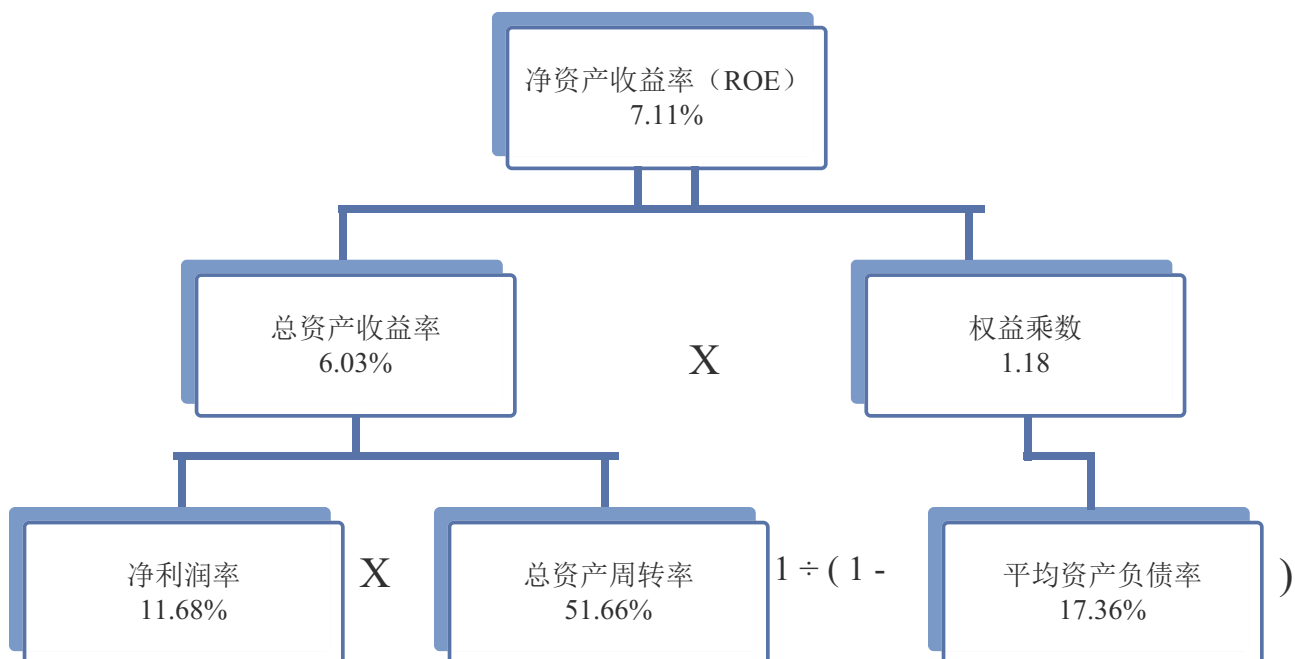 净资产收益率（ROE）
7.11%
总资产收益率
6.03%
X
权益乘数
1.18
净利润率
11.68%
X
总资产周转率
51.66%
1 ÷ ( 1 -
平均资产负债率
17.36%
)